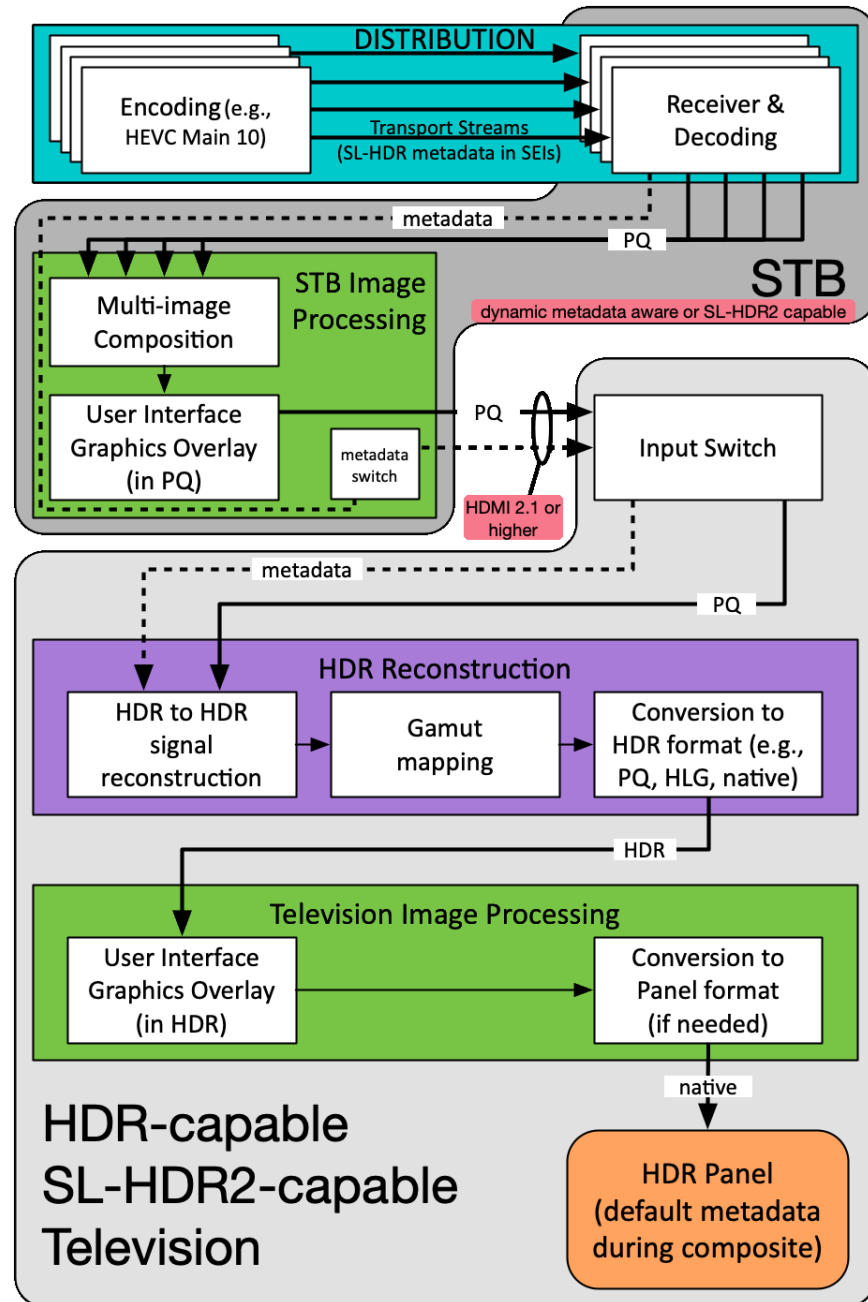 DISTRIBUTION
Encoding (e.g.,
HEVC Main 10)
Transport Streams
(SL-HDR metadata in SEIs)
Receiver &
Decoding
metadata
PQ
STB
dynamic metadata aware or SL-HDR2 capable
STB Image
Processing
Multi-image
Composition
User Interface
Graphics Overlay
(in PQ)
metadata
switch
PQ
HDMI 2.1 or
higher
Input Switch
metadata
PQ
HDR Reconstruction
HDR to HDR
signal
reconstruction
Gamut
mapping
Conversion to
HDR format (e.g.,
PQ, HLG, native)
HDR
Television Image Processing
User Interface
Graphics Overlay
(in HDR)
Conversion to
Panel format
(if needed)
native
HDR-capable
SL-HDR2-capable
Television
HDR Panel
(default metadata
during composite)